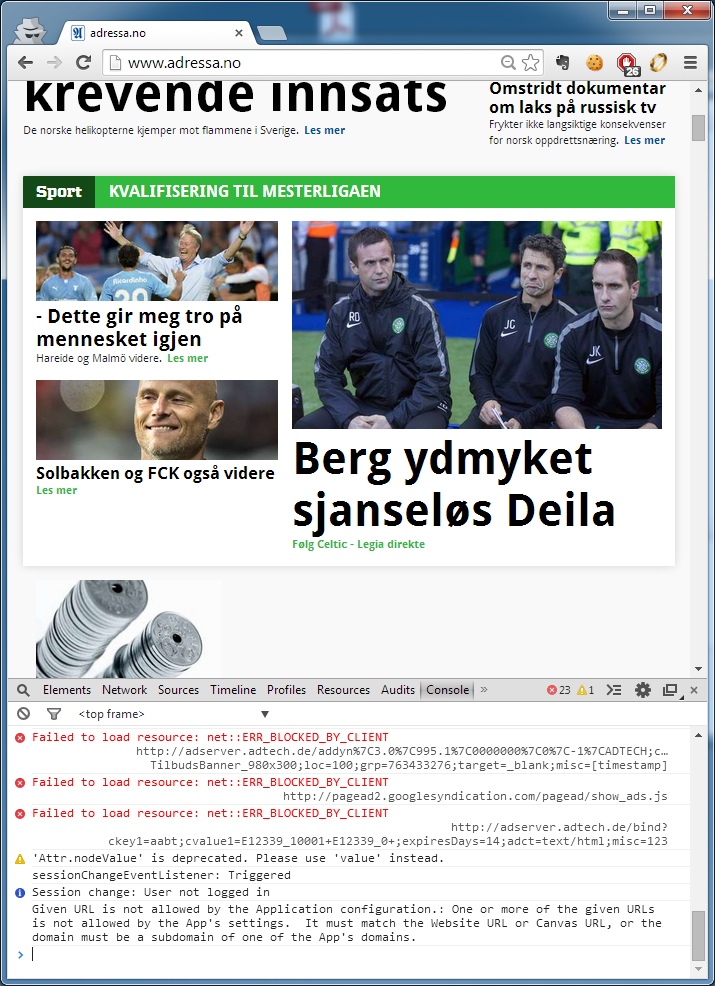 adressa.no
www.adressa.no
26
krevende innsats
De norske helikopterne kjemper mot flammene i Sverige. Les mer
Omstridt dokumentar
om laks på russisk tv
Frykter ikke langsiktige konsekvenser
for norsk oppdrettsnæring. Les mer
Sport KVALIFISERING TIL MESTERLIGAEN
Ricardinho
20
- Dette gir meg tro på
mennesket igjen
Hareide og Malmö videre. Les mer
Solbakken og FCK også videre
Les mer
RD
JC
JK
Berg ydmyket
sjanseløs Deila
Følg Celtic - Legia direkte
Elements Network Sources Timeline Profiles Resources Audits Console » 23 1
<top frame>
Failed to load resource: net::ERR_BLOCKED_BY_CLIENT
http://adserver.adtech.de/addyn%7C3.0%7C995.1%7C0000000%7C0%7C-1%7CADTECH;c…
TilbudsBanner_980x300;loc=100;grp=763433276;target=_blank;misc=[timestamp]
Failed to load resource: net::ERR_BLOCKED_BY_CLIENT
http://pagead2.googlesyndication.com/pagead/show_ads.js
Failed to load resource: net::ERR_BLOCKED_BY_CLIENT
http://adserver.adtech.de/bind?
ckey1=aabt;cvalue1=E12339_10001+E12339_0+;expiresDays=14;adct=text/html;misc=123
'Attr.nodeValue' is deprecated. Please use 'value' instead.
sessionChangeEventListener: Triggered
Session change: User not logged in
Given URL is not allowed by the Application configuration.: One or more of the given URLs
is not allowed by the App's settings. It must match the Website URL or Canvas URL, or the
domain must be a subdomain of one of the App's domains.
>